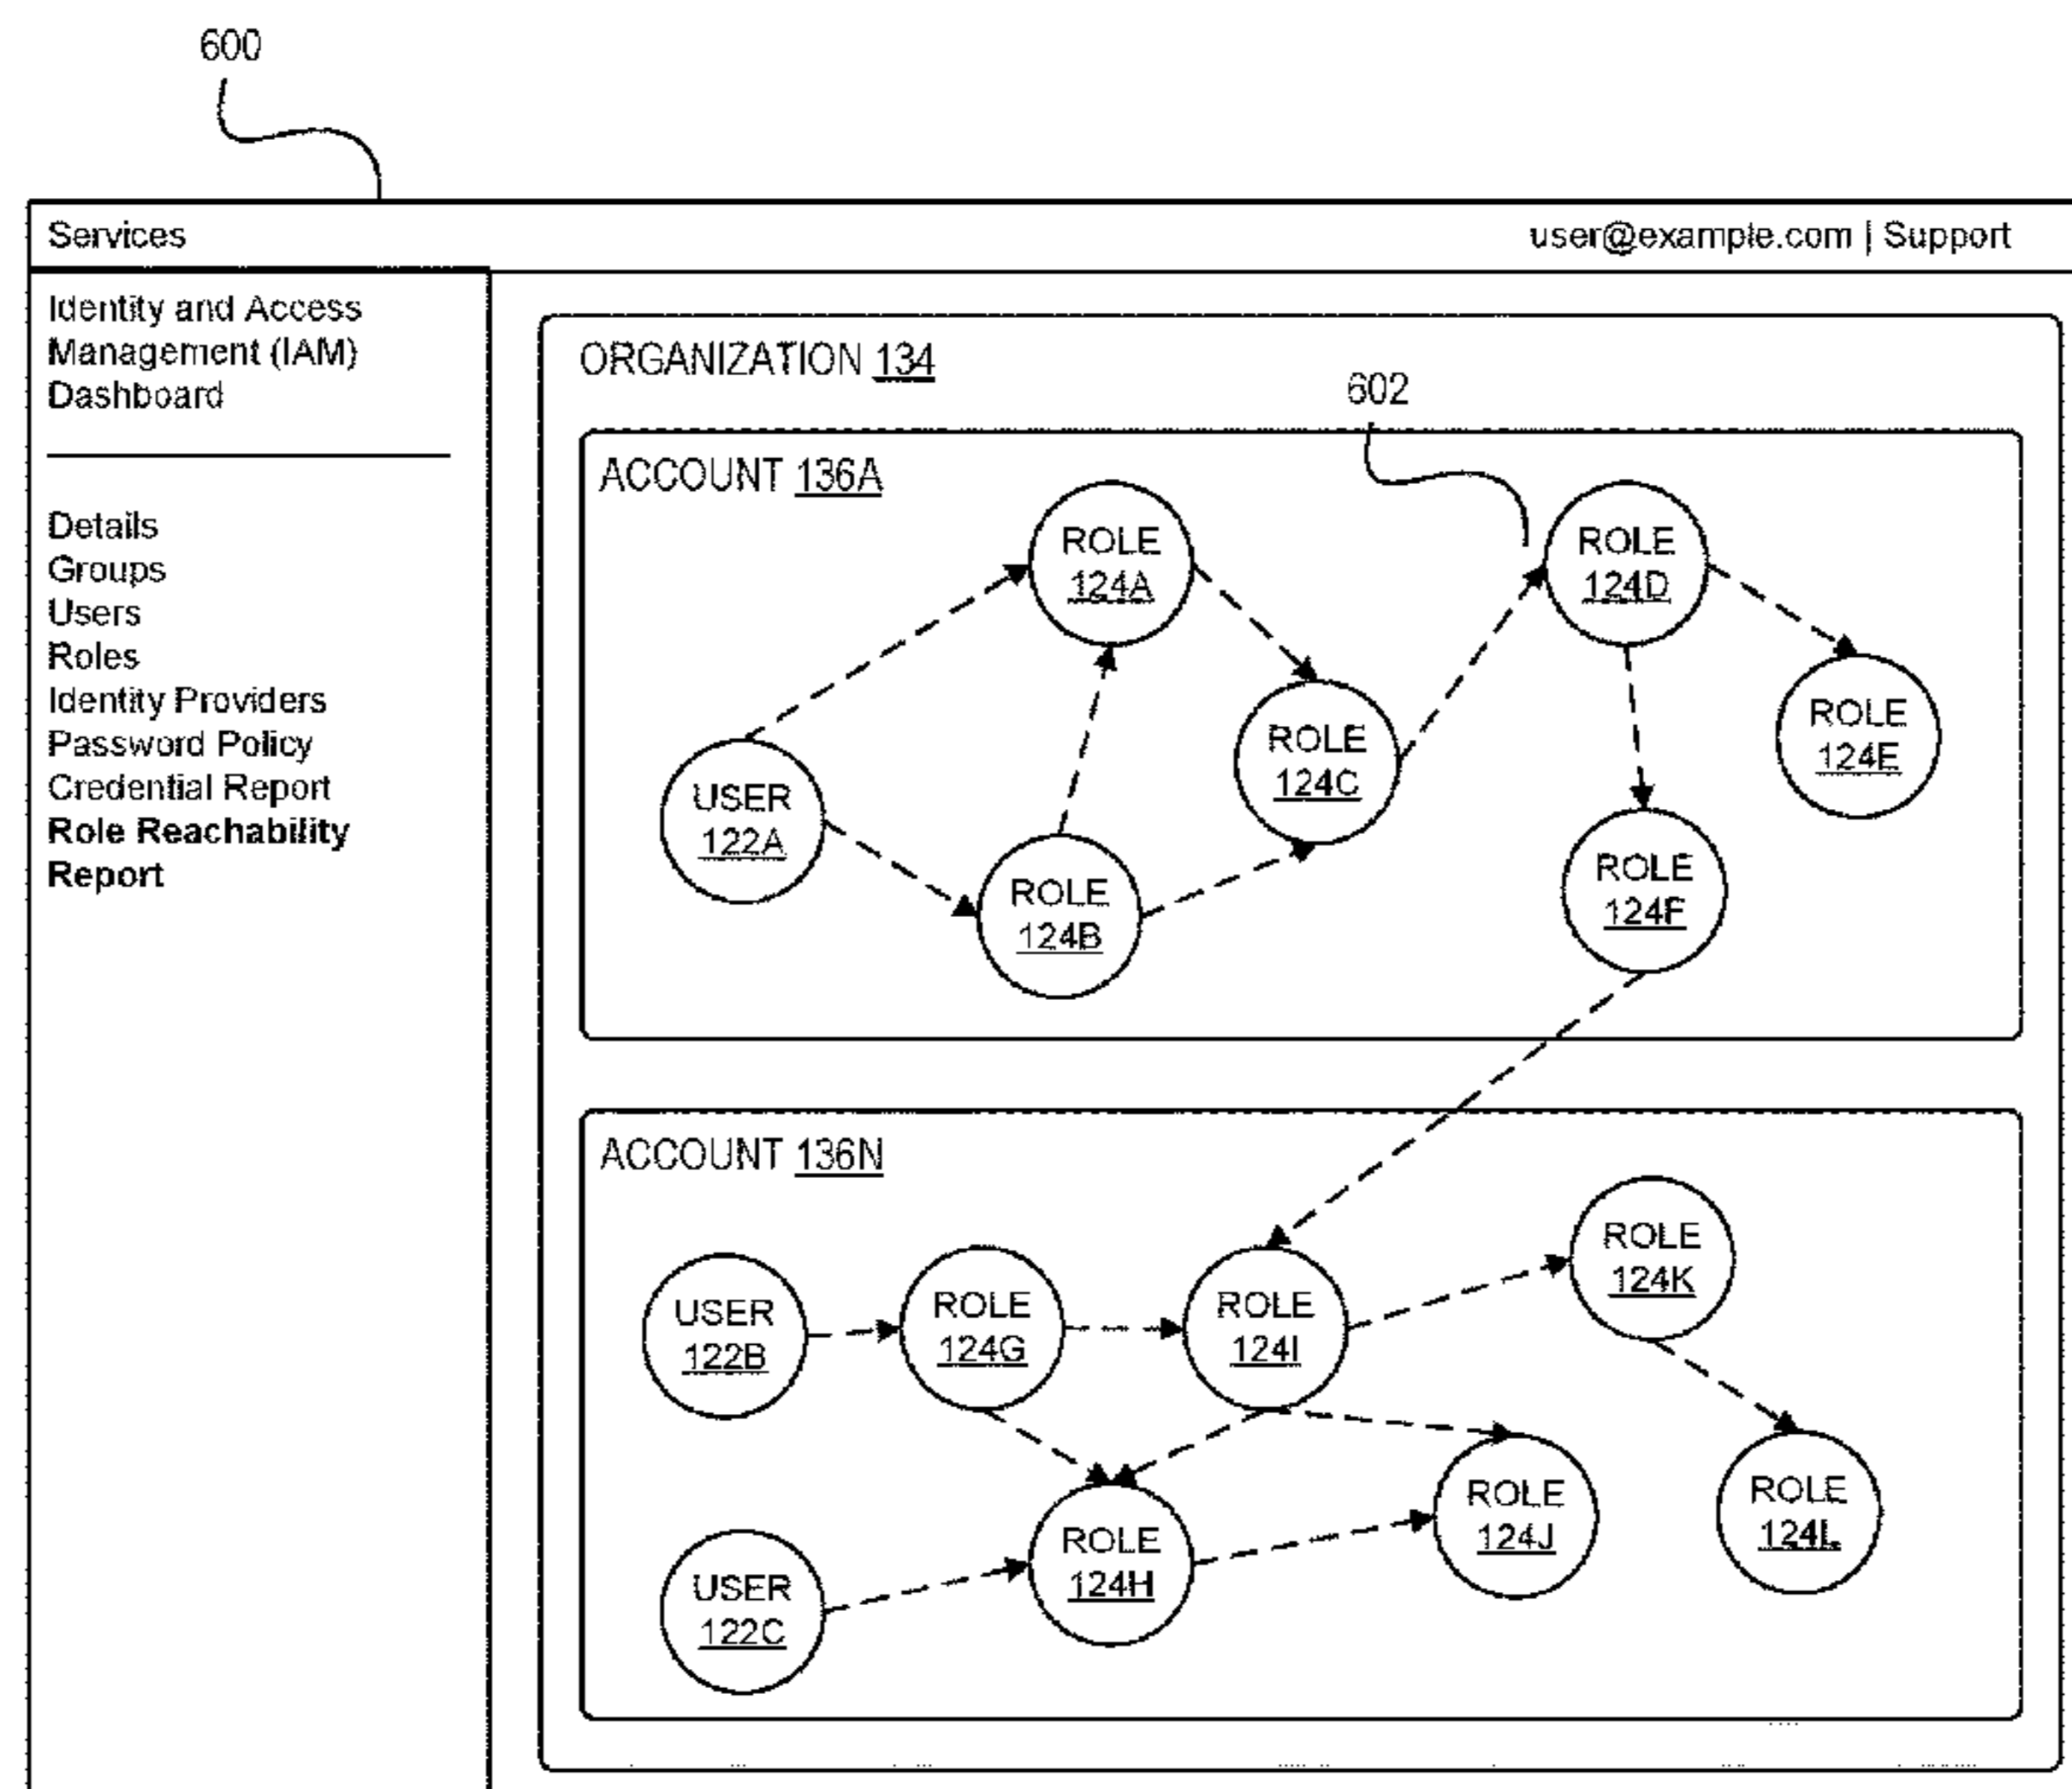 600
Services
user@example.com | Support
Identity and Access
Management (IAM)
Dashboard
Details
Groups
Users
Roles
Identity Providers
Password Policy
Credential Report
Role Reachability
Report
ORGANIZATION 134
602
ACCOUNT 136A
ROLE
124A
ROLE
124D
ROLE
124C
ROLE
124E
USER
122A
ROLE
124B
ROLE
124F
ACCOUNT 136N
ROLE
124K
USER
122B
ROLE
124G
ROLE
124I
ROLE
124J
ROLE
124L
ROLE
124H
USER
122C